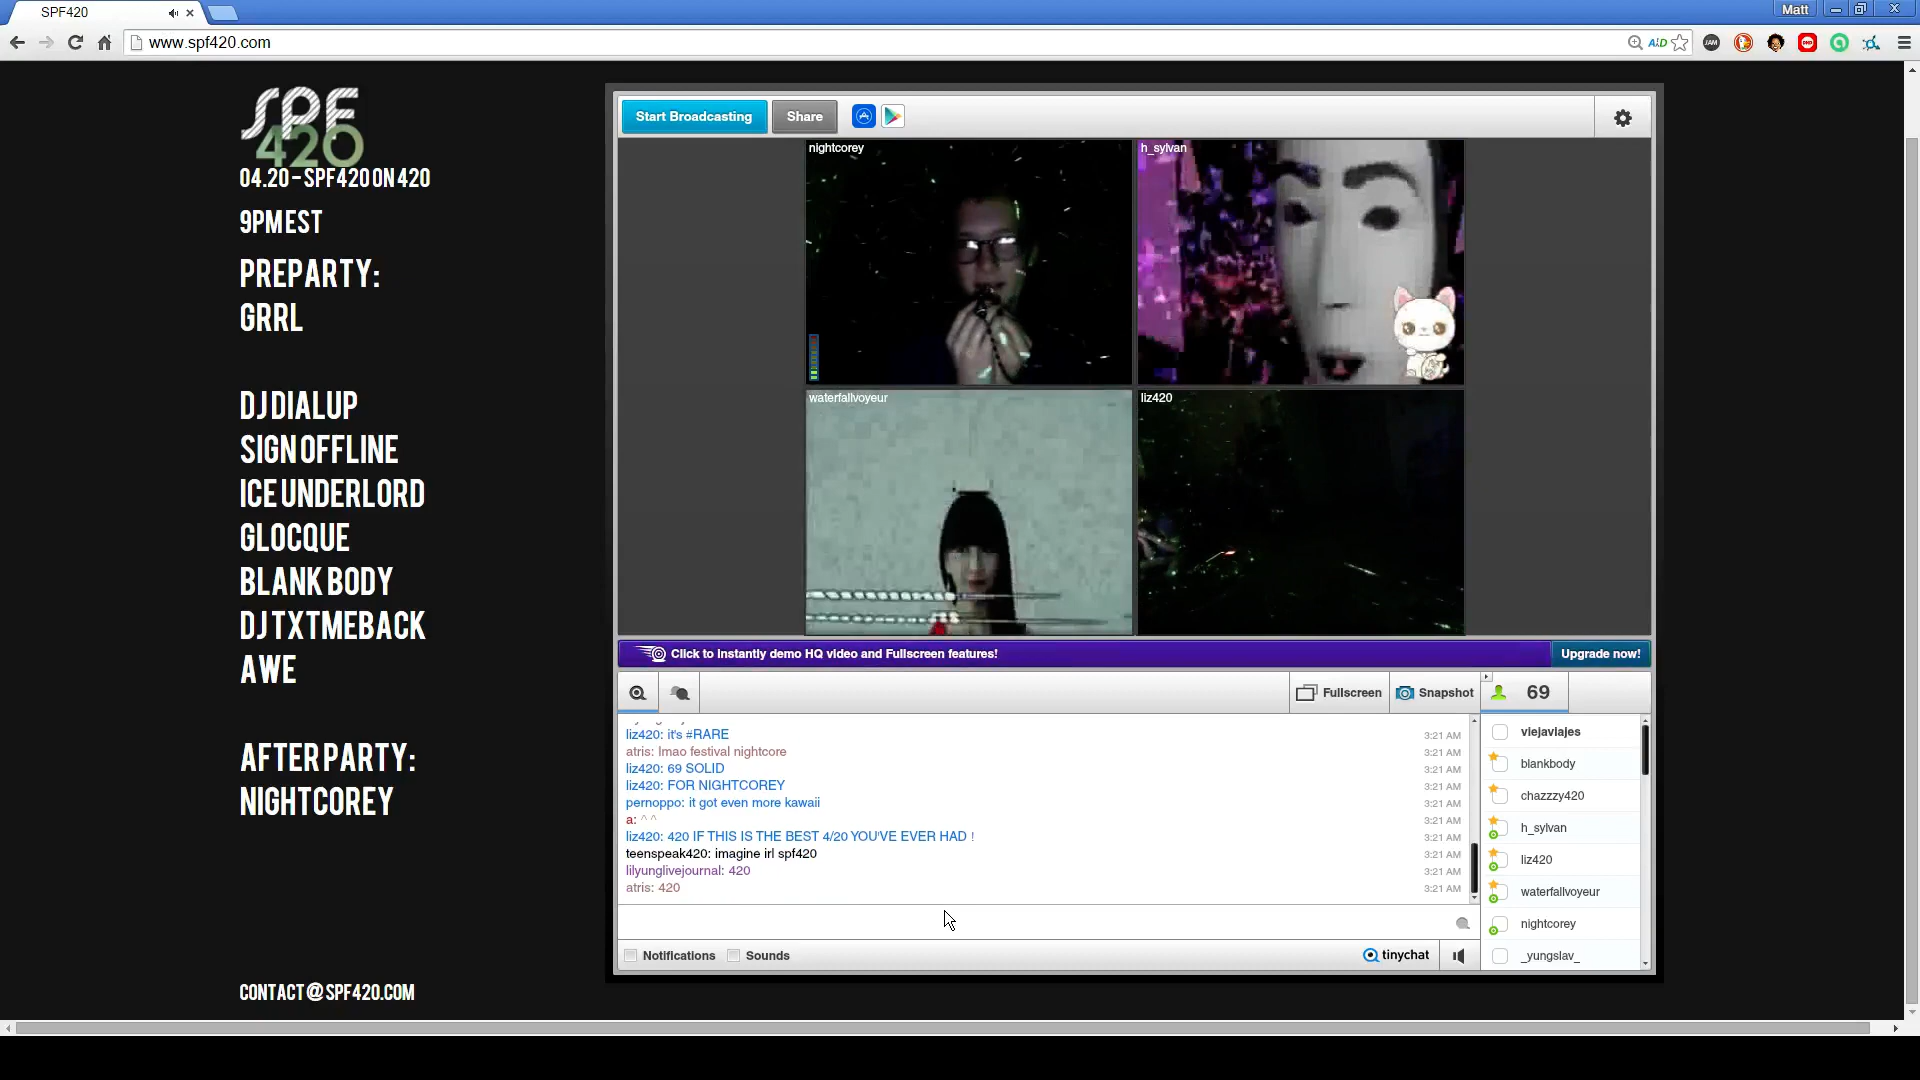 SPF420
Matt
www.spf420.com
SPF
420
04.20 - SPF420 ON 420
9PM EST
PREPARTY:
GRRL
DJ DIALUP
SIGN OFFLINE
ICE UNDERLORD
GLOCQUE
BLANK BODY
DJ TXTMEBACK
AWE
AFTER PARTY:
NIGHTCOREY
CONTACT@SPF420.COM
Start Broadcasting
Share
nightcorey
h_sylvan
waterfallvoyeur
liz420
Click to instantly demo HQ video and Fullscreen features!
Upgrade now!
Fullscreen
Snapshot
69
liz420: it's #RARE 3:21 AM
atris: lmao festival nightcore 3:21 AM
liz420: 69 SOLID 3:21 AM
liz420: FOR NIGHTCOREY 3:21 AM
pernoppo: it got even more kawaii 3:21 AM
a: ^ ^ 3:21 AM
liz420: 420 IF THIS IS THE BEST 4/20 YOU'VE EVER HAD ! 3:21 AM
teenspeak420: imagine irl spf420 3:21 AM
lilyunglivejournal: 420 3:21 AM
atris: 420 3:21 AM
viejaviajes
blankbody
chazzzy420
h_sylvan
liz420
waterfallvoyeur
nightcorey
_yungslav_
Notifications
Sounds
tinychat